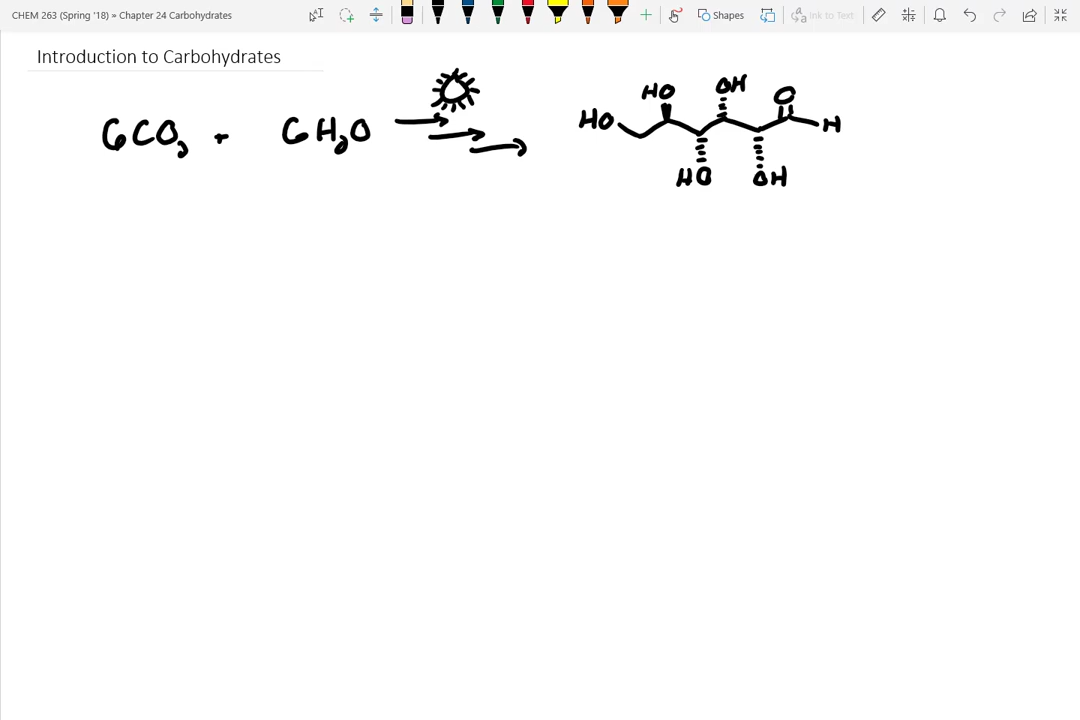 CHEM 263 (Spring '18) » Chapter 24 Carbohydrates
Shapes
Ink to Text
Introduction to Carbohydrates
6CO₂ + 6H₂O
HO HO HO OH OH O H